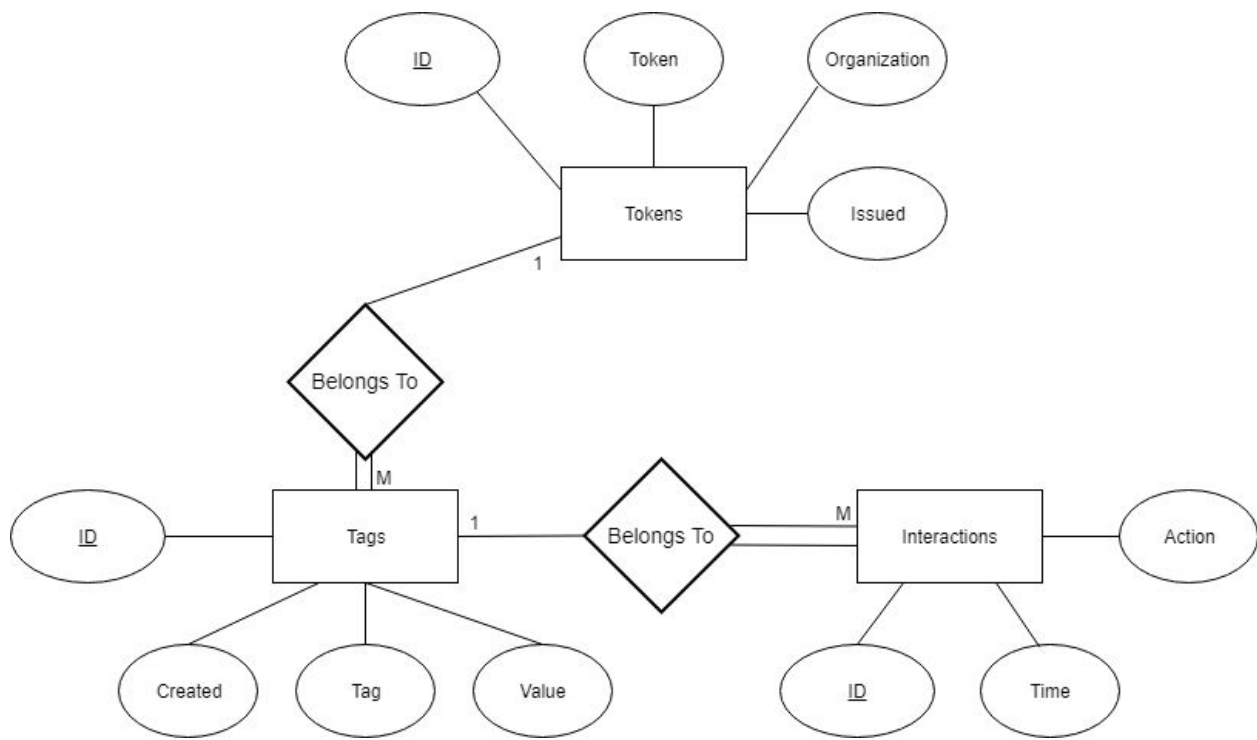 ID
Token
Organization
Tokens
Issued
1
Belongs To
M
ID
Tags
1
Belongs To
M
Interactions
Action
Created
Tag
Value
ID
Time